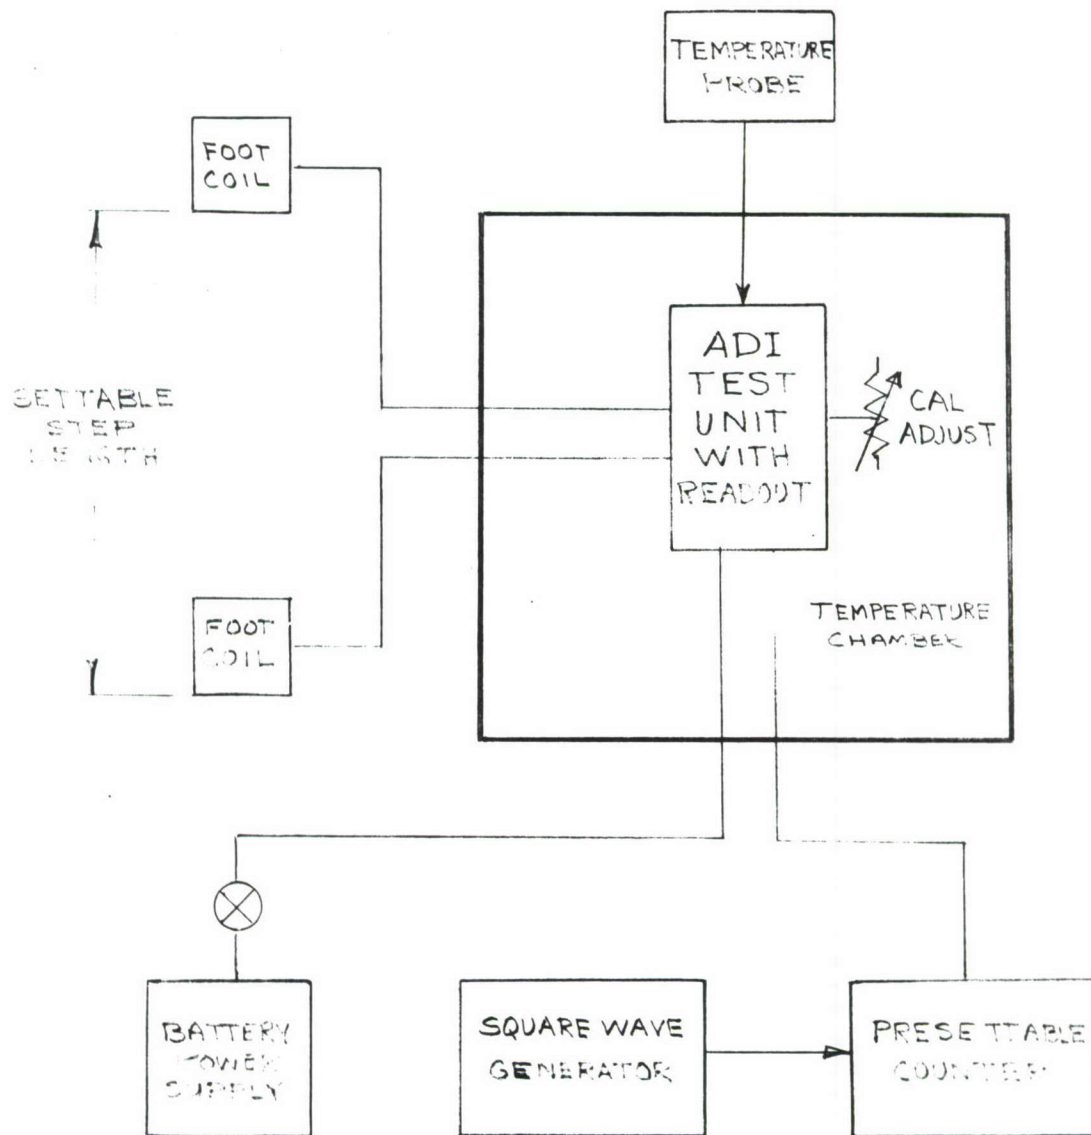 TEMPERATURE
PROBE
FOOT
COIL
SETTABLE
STEP
LENGTH
ADI
TEST
UNIT
WITH
READOUT
CAL
ADJUST
FOOT
COIL
TEMPERATURE
CHAMBER
BATTERY
POWER
SUPPLY
SQUARE WAVE
GENERATOR
PRESETTABLE
COUNTER